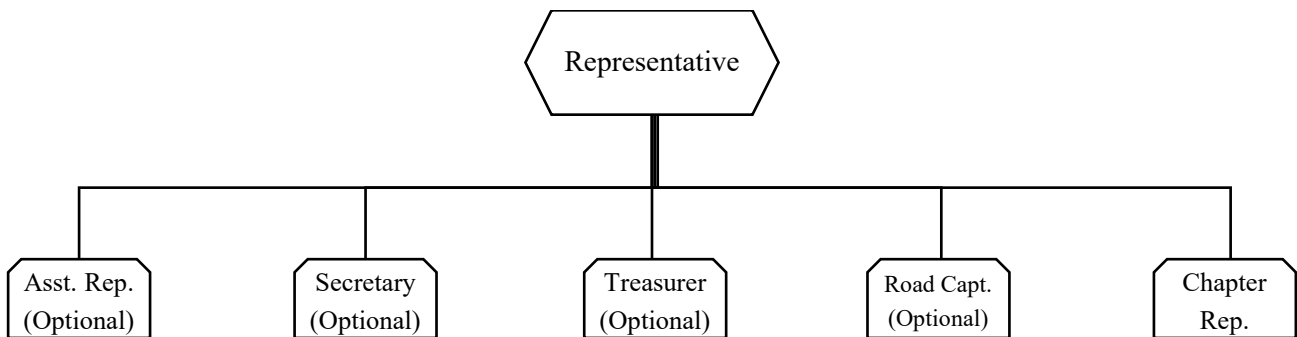 Representative
Asst. Rep.
(Optional)
Secretary
(Optional)
Treasurer
(Optional)
Road Capt.
(Optional)
Chapter
Rep.